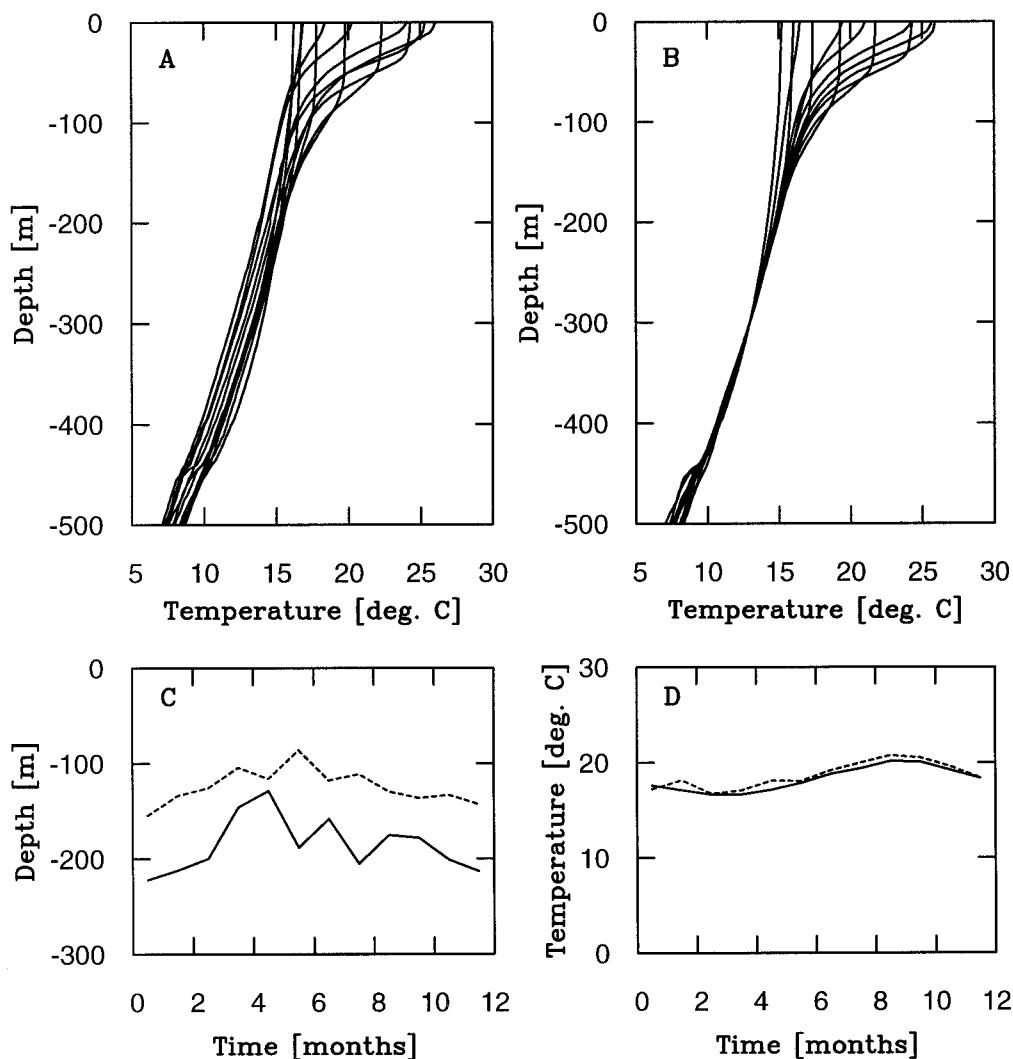 0
-100
-200
-300
-400
-500
Depth [m]
A
5 10 15 20 25 30
Temperature [deg. C]
0
-100
-200
-300
-400
-500
Depth [m]
B
5 10 15 20 25 30
Temperature [deg. C]
0
-100
-200
-300
Depth [m]
C
0 2 4 6 8 10 12
Time [months]
30
20
10
0
Temperature [deg. C]
D
0 2 4 6 8 10 12
Time [months]